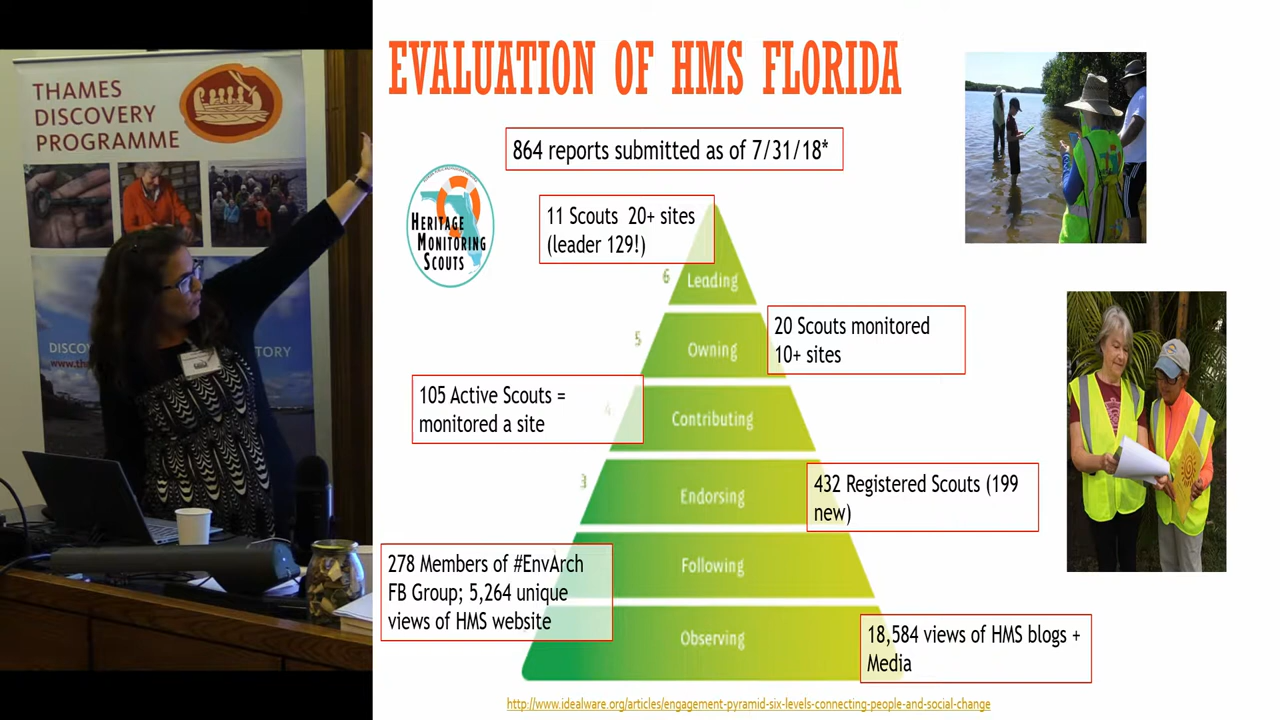 THAMES
DISCOVERY
PROGRAMME
EVALUATION OF HMS FLORIDA
864 reports submitted as of 7/31/18*
HERITAGE
MONITORING
SCOUTS
11 Scouts 20+ sites
(leader 129!)
6
Leading
5
Owning
20 Scouts monitored
10+ sites
105 Active Scouts =
monitored a site
4
Contributing
3
Endorsing
432 Registered Scouts (199
new)
278 Members of #EnvArch
FB Group; 5,264 unique
views of HMS website
Following
Observing
18,584 views of HMS blogs +
Media
http://www.idealware.org/articles/engagement-pyramid-six-levels-connecting-people-and-social-change